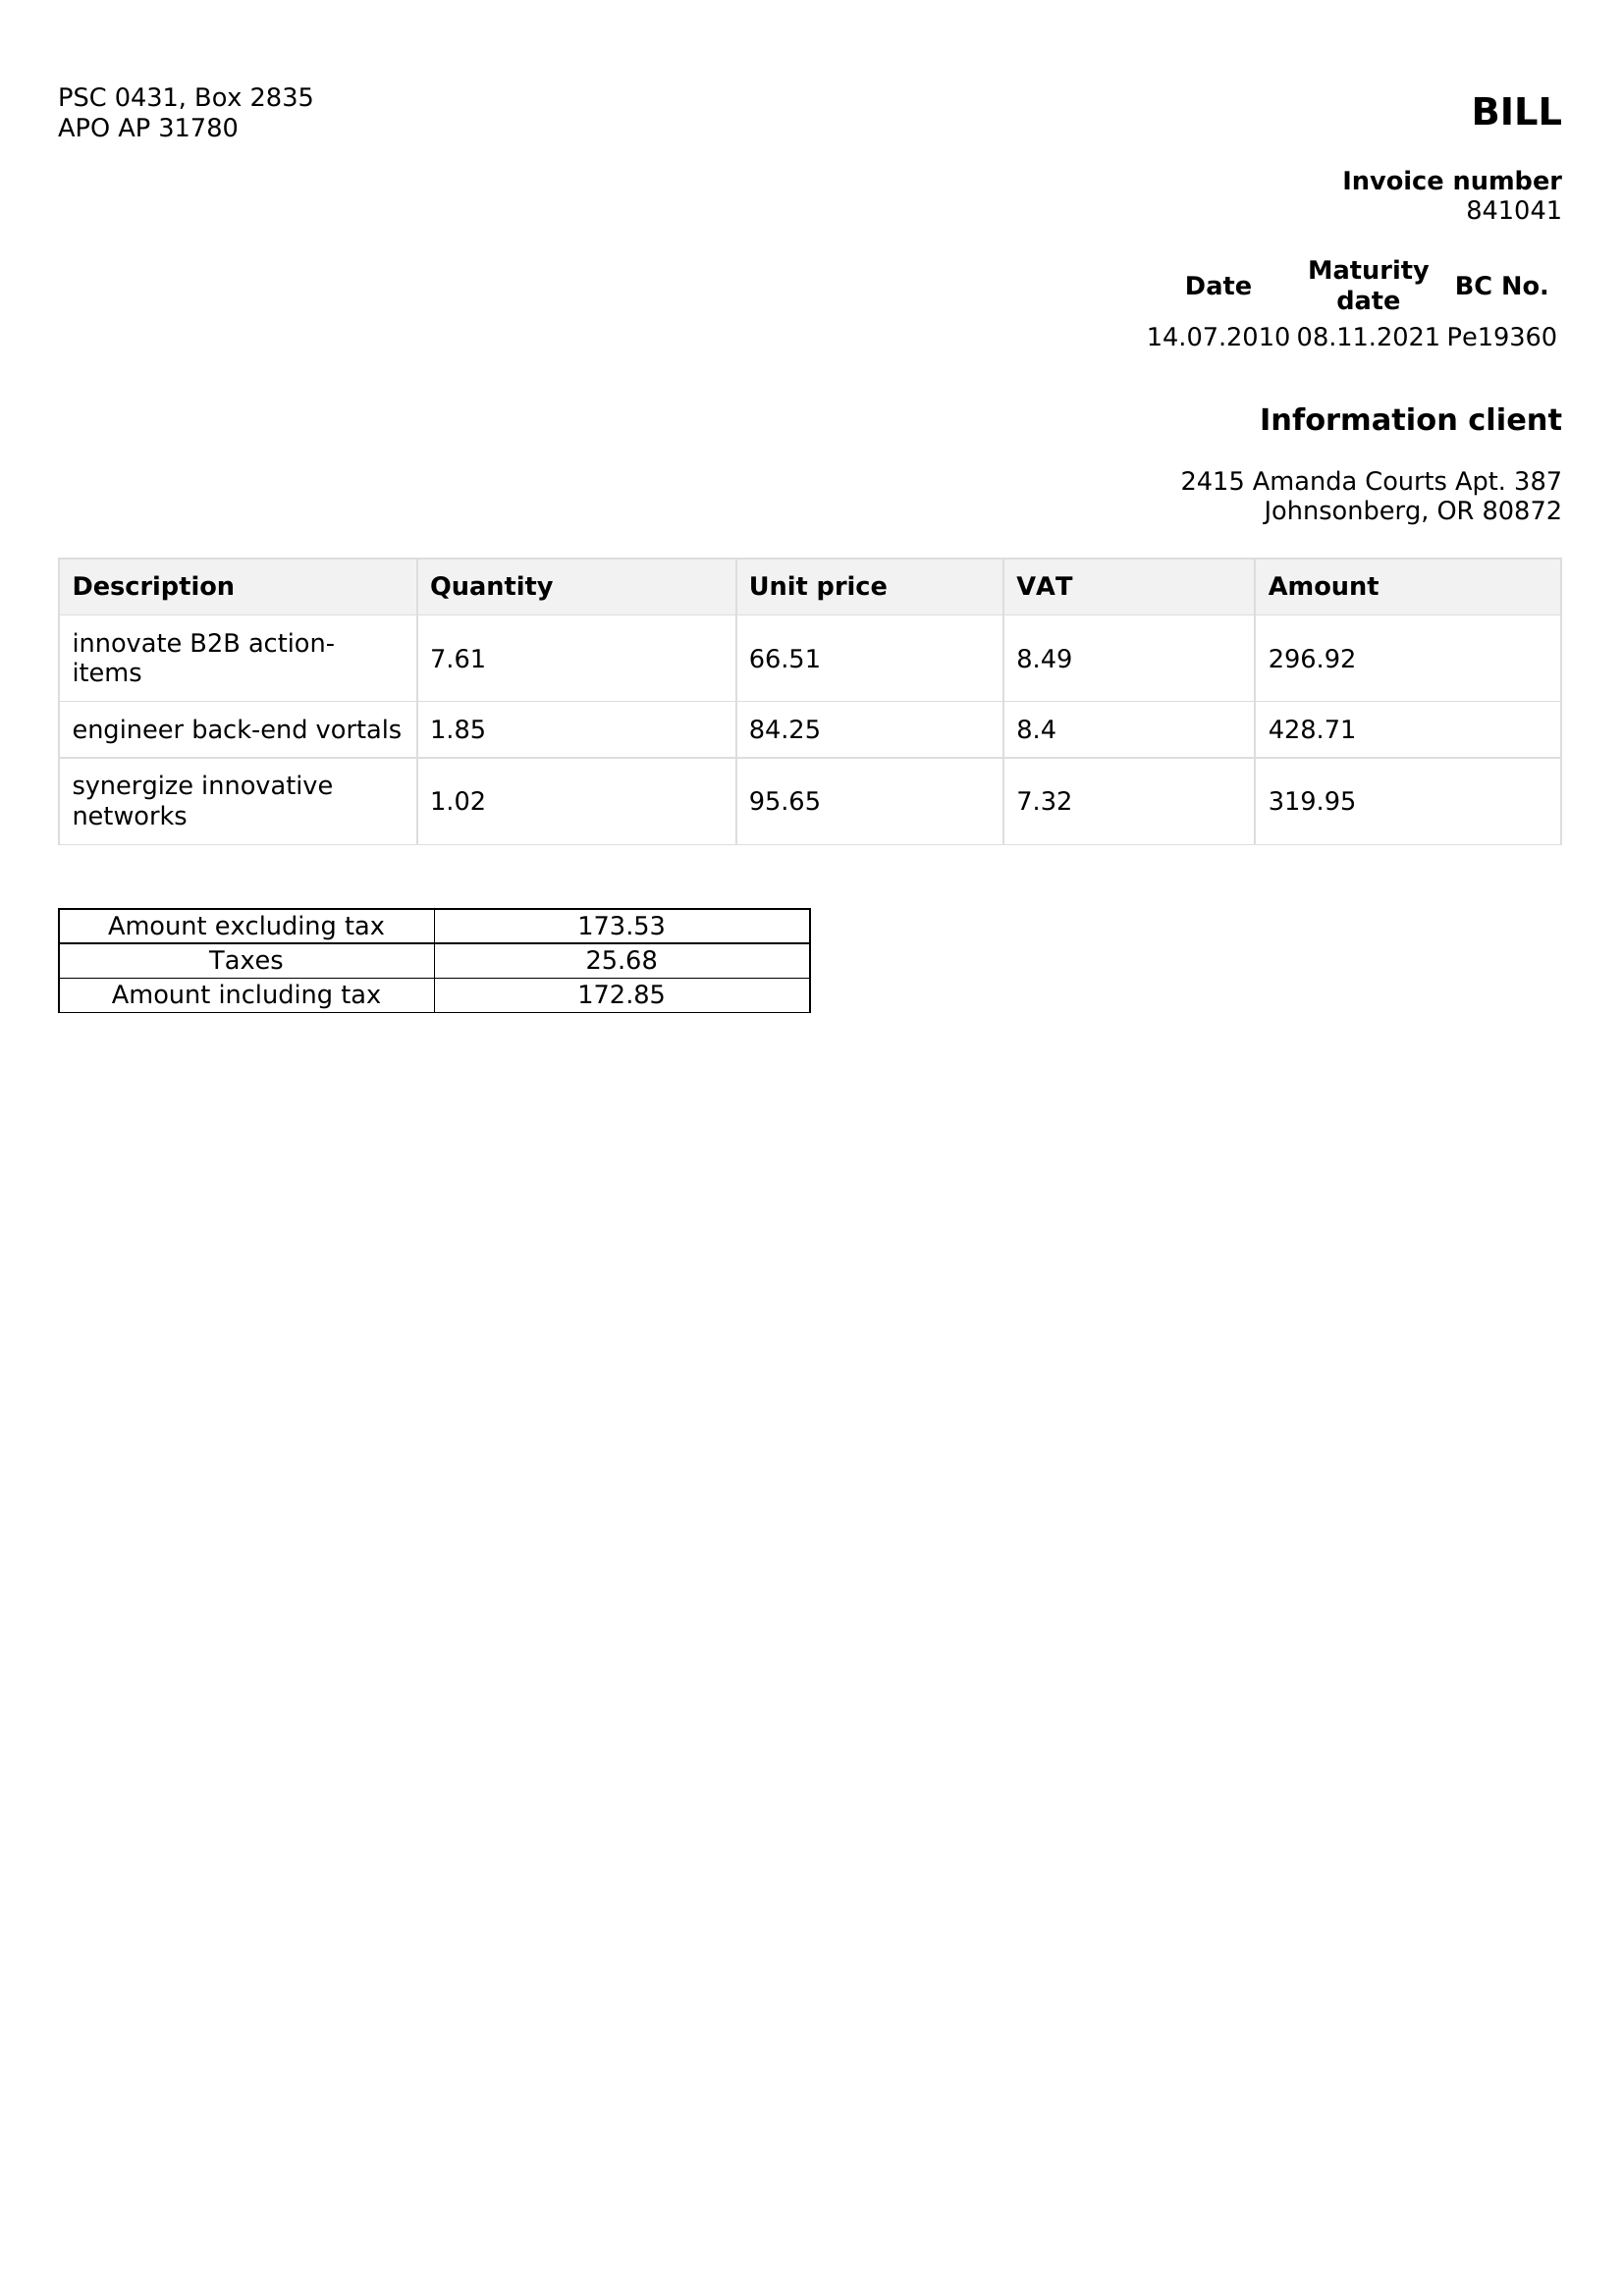 PSC 0431, Box 2835
APO AP 31780
BILL
Invoice number
841041
Date Maturity date BC No.
14.07.2010 08.11.2021 Pe19360
Information client
2415 Amanda Courts Apt. 387
Johnsonberg, OR 80872
Description Quantity Unit price VAT Amount
innovate B2B action-
items 7.61 66.51 8.49 296.92
engineer back-end vortals 1.85 84.25 8.4 428.71
synergize innovative
networks 1.02 95.65 7.32 319.95
Amount excluding tax 173.53
Taxes 25.68
Amount including tax 172.85